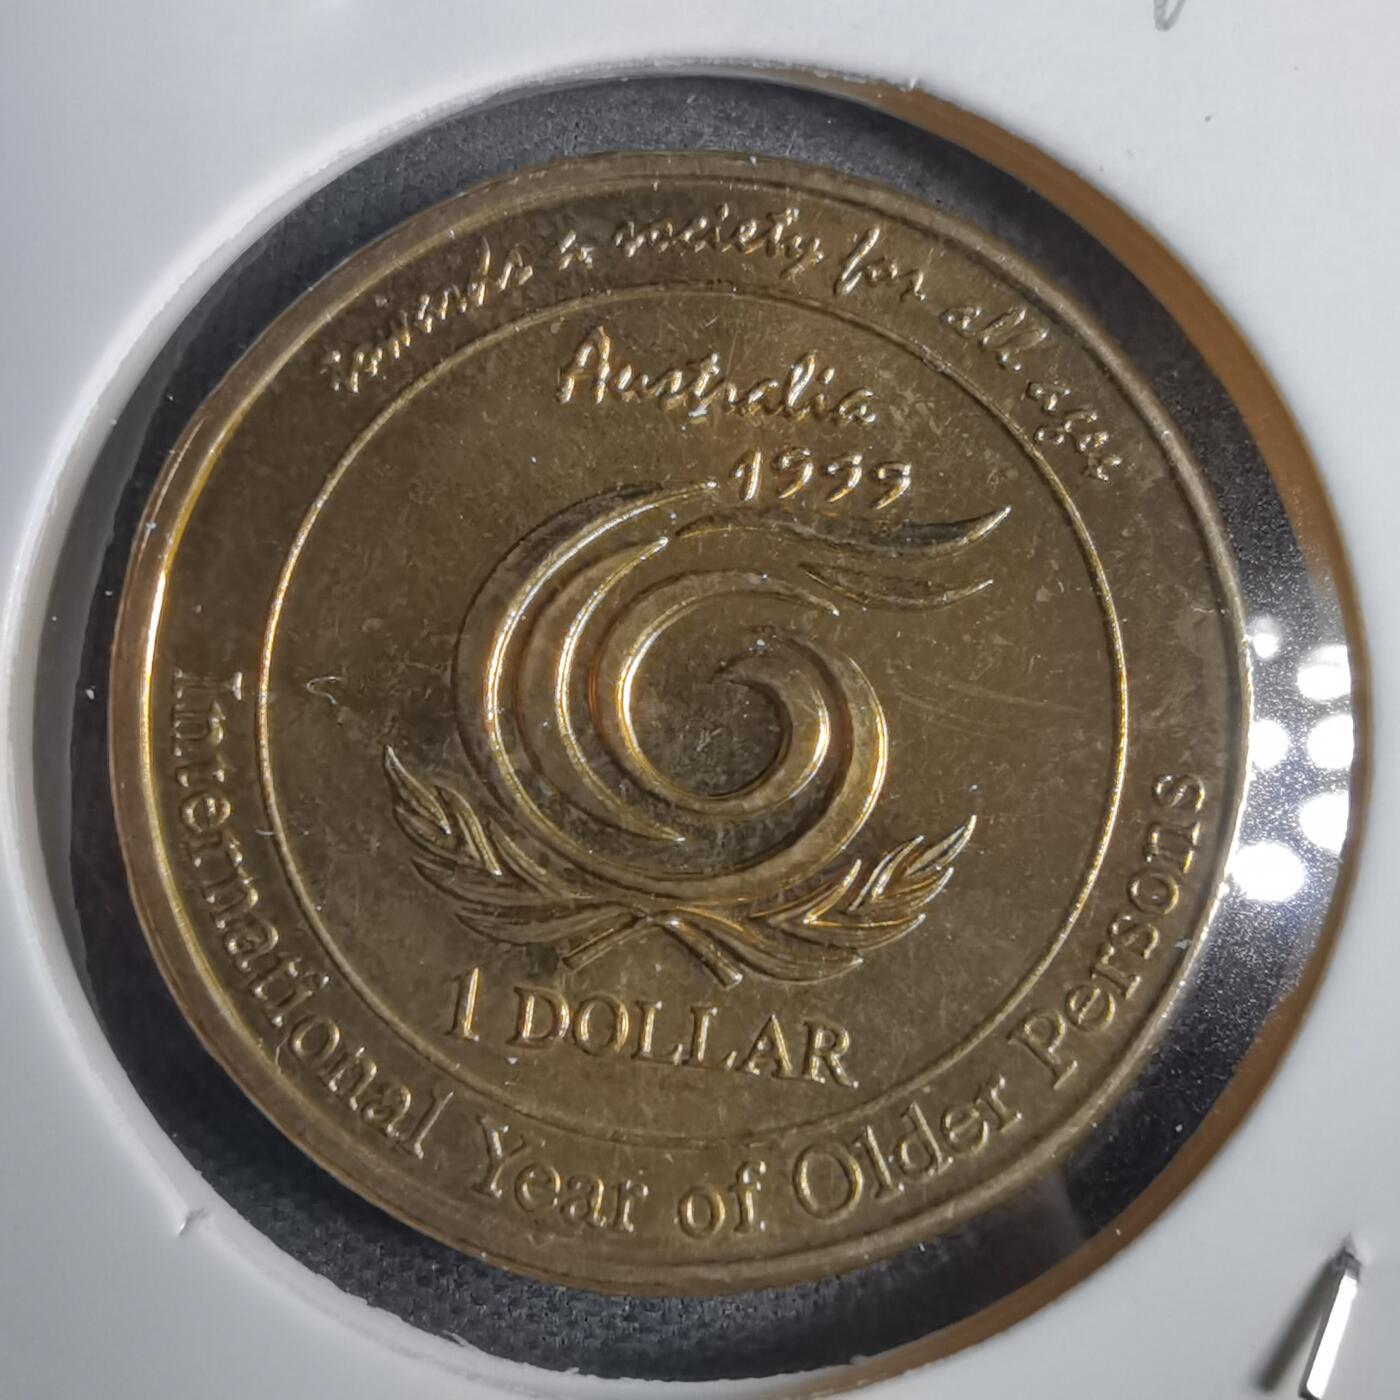 towards a society for all ages
Australia
1999
1 DOLLAR
International Year of Older Persons